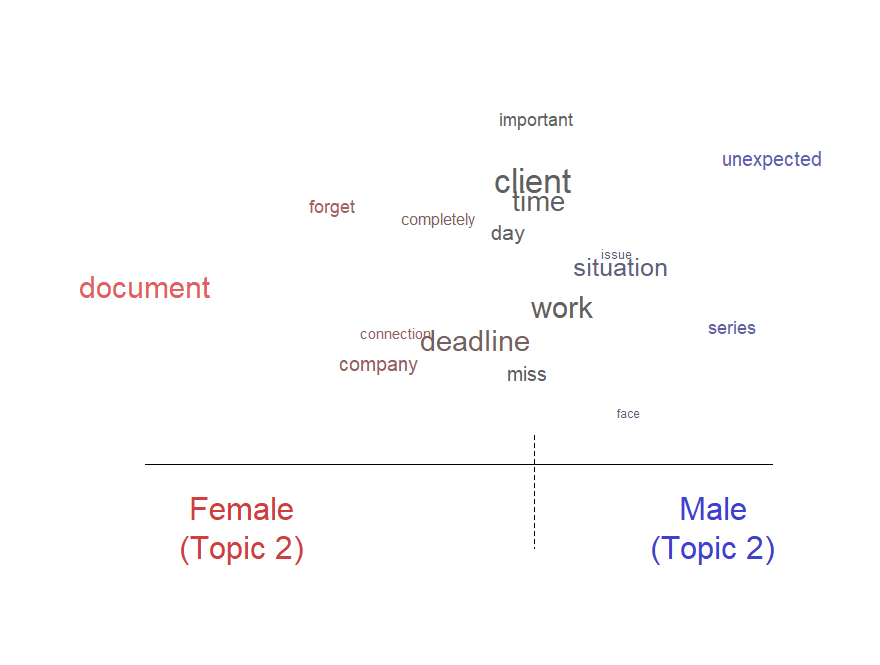 important
unexpected
client
time
forget
completely
day
issue
situation
document
work
series
connection
deadline
company
miss
face
Female
(Topic 2)
Male
(Topic 2)